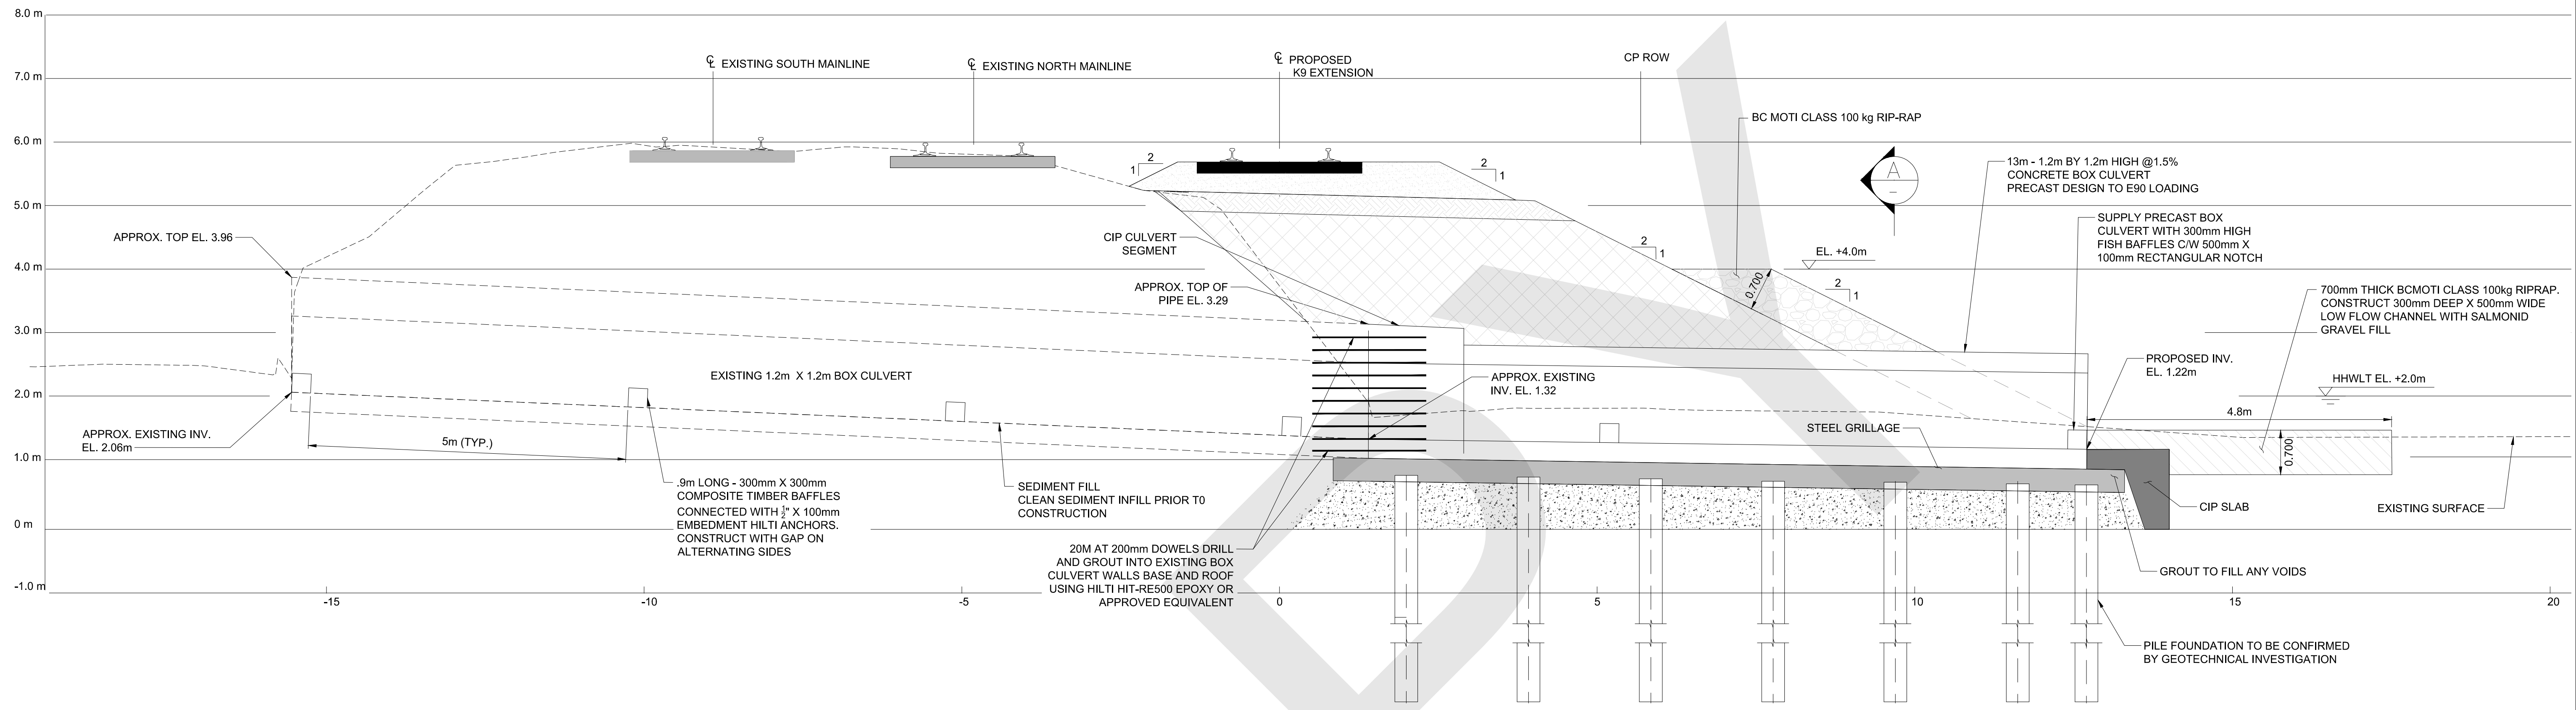 8.0 m
7.0 m
6.0 m
5.0 m
4.0 m
3.0 m
2.0 m
1.0 m
0 m
-1.0 m
℄ EXISTING SOUTH MAINLINE
℄ EXISTING NORTH MAINLINE
℄ PROPOSED
K9 EXTENSION
CP ROW
BC MOTI CLASS 100 kg RIP-RAP
2
1
2
1
2
1
2
1
A
-
13m - 1.2m BY 1.2m HIGH @1.5%
CONCRETE BOX CULVERT
PRECAST DESIGN TO E90 LOADING
SUPPLY PRECAST BOX
CULVERT WITH 300mm HIGH
FISH BAFFLES C/W 500mm X
100mm RECTANGULAR NOTCH
APPROX. TOP EL. 3.96
CIP CULVERT
SEGMENT
EL. +4.0m
0.700
APPROX. TOP OF
PIPE EL. 3.29
700mm THICK BCMOTI CLASS 100kg RIPRAP.
CONSTRUCT 300mm DEEP X 500mm WIDE
LOW FLOW CHANNEL WITH SALMONID
GRAVEL FILL
PROPOSED INV.
EL. 1.22m
EXISTING 1.2m X 1.2m BOX CULVERT
APPROX. EXISTING
INV. EL. 1.32
HHWLT EL. +2.0m
4.8m
0.700
APPROX. EXISTING INV.
EL. 2.06m
5m (TYP.)
STEEL GRILLAGE
.9m LONG - 300mm X 300mm
COMPOSITE TIMBER BAFFLES
CONNECTED WITH ½" X 100mm
EMBEDMENT HILTI ANCHORS.
CONSTRUCT WITH GAP ON
ALTERNATING SIDES
SEDIMENT FILL
CLEAN SEDIMENT INFILL PRIOR T0
CONSTRUCTION
CIP SLAB
EXISTING SURFACE
20M AT 200mm DOWELS DRILL
AND GROUT INTO EXISTING BOX
CULVERT WALLS BASE AND ROOF
USING HILTI HIT-RE500 EPOXY OR
APPROVED EQUIVALENT
GROUT TO FILL ANY VOIDS
-15
-10
-5
0
5
10
15
20
PILE FOUNDATION TO BE CONFIRMED
BY GEOTECHNICAL INVESTIGATION